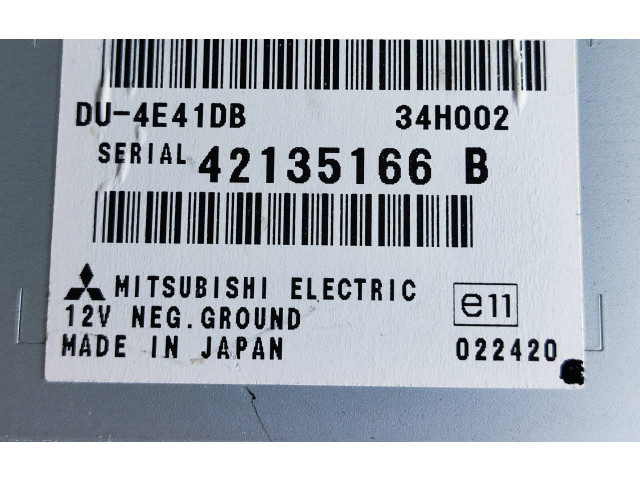 DU-4E41DB 34H002
SERIAL 42135166 B
MITSUBISHI ELECTRIC
12V NEG.GROUND e11
MADE IN JAPAN 022420